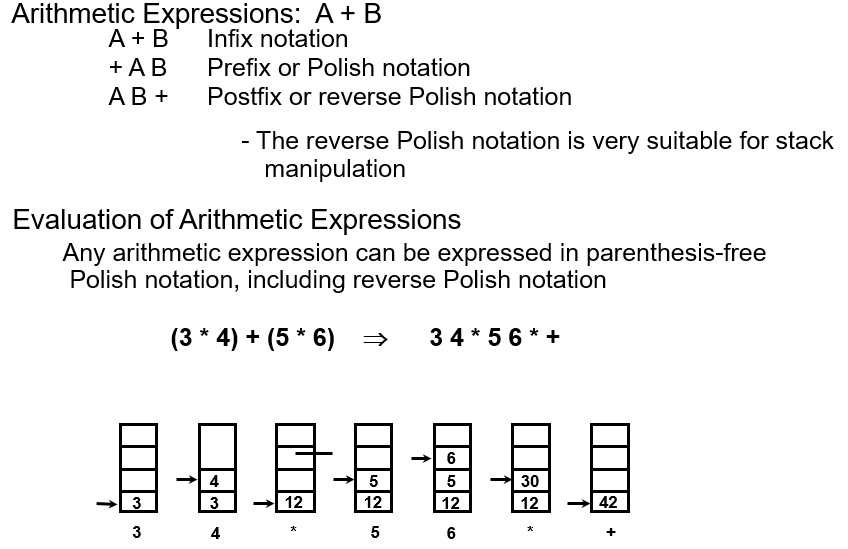 Arithmetic Expressions: A + B
A + B Infix notation
+ A B Prefix or Polish notation
A B + Postfix or reverse Polish notation
- The reverse Polish notation is very suitable for stack
manipulation
Evaluation of Arithmetic Expressions
Any arithmetic expression can be expressed in parenthesis-free
Polish notation, including reverse Polish notation
(3 * 4) + (5 * 6) ⇒ 3 4 * 5 6 * +
6
4 5 5 30
3 3 12 12 12 12 42
3 4 * 5 6 * +